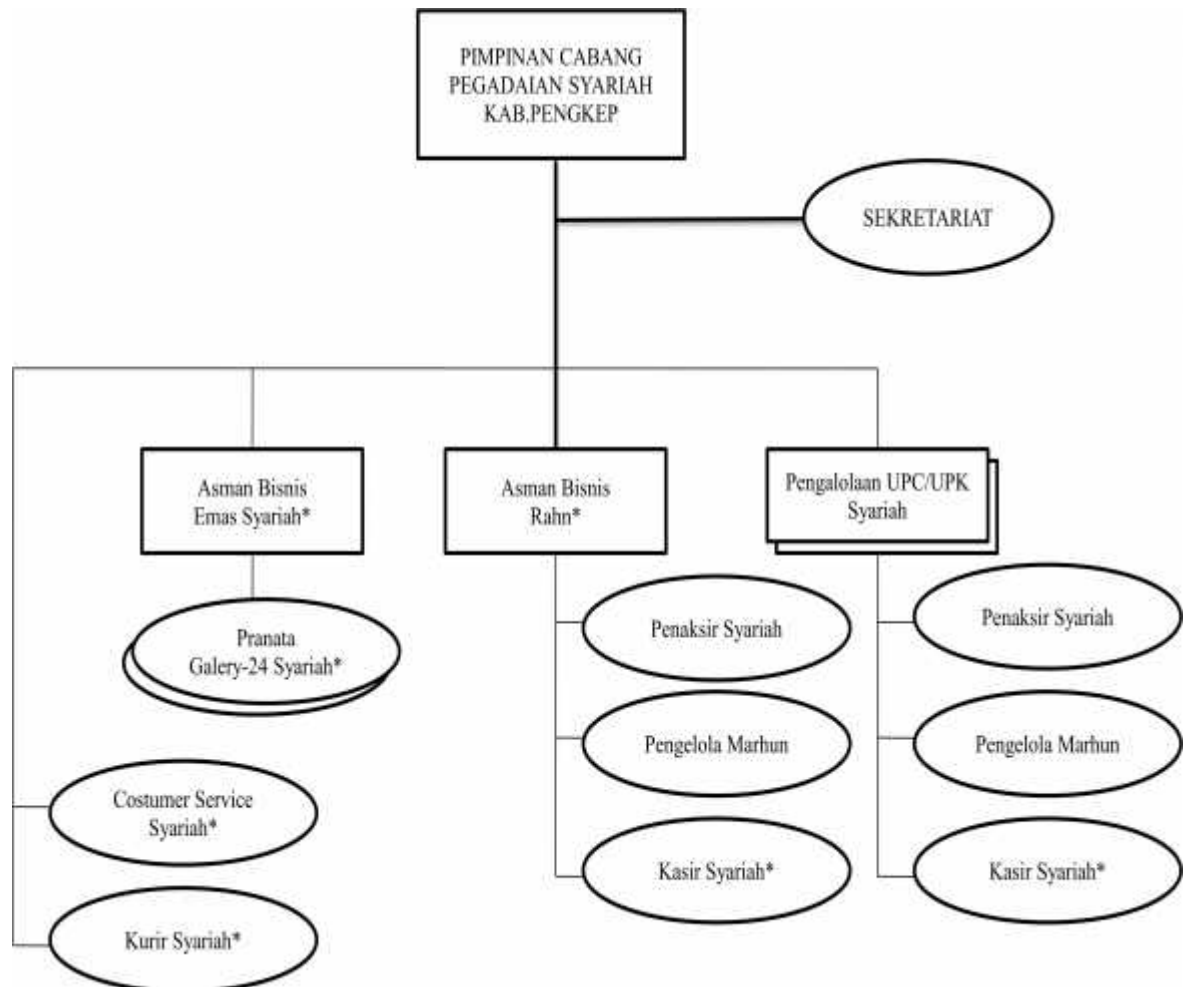 PIMPINAN CABANG
PEGADAIAN SYARIAH
KAB,PENGKEP
SEKRETARIAT
Asman Bisnis
Emas Syariah*
Asman Bisnis
Rahn*
Pengalolaan UPC/UPK
Syariah
Pranata
Galery-24 Syariah*
Penaksir Syariah
Penaksir Syariah
Pengelola Marhun
Pengelola Marhun
Costumer Service
Syariah*
Kasir Syariah*
Kasir Syariah*
Kurir Syariah*